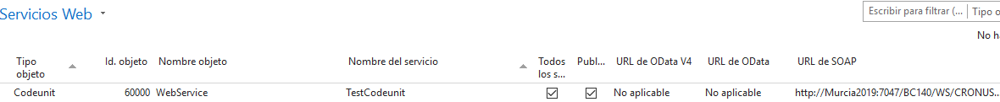 Servicios Web
Escribir para filtrar (... Tipo o
No ha
Tipo objeto Id. objeto Nombre objeto Nombre del servicio Todos los s... Publ... URL de OData V4 URL de OData URL de SOAP
Codeunit 60000 WebService TestCodeunit No aplicable No aplicable http://Murcia2019:7047/BC140/WS/CRONUS...